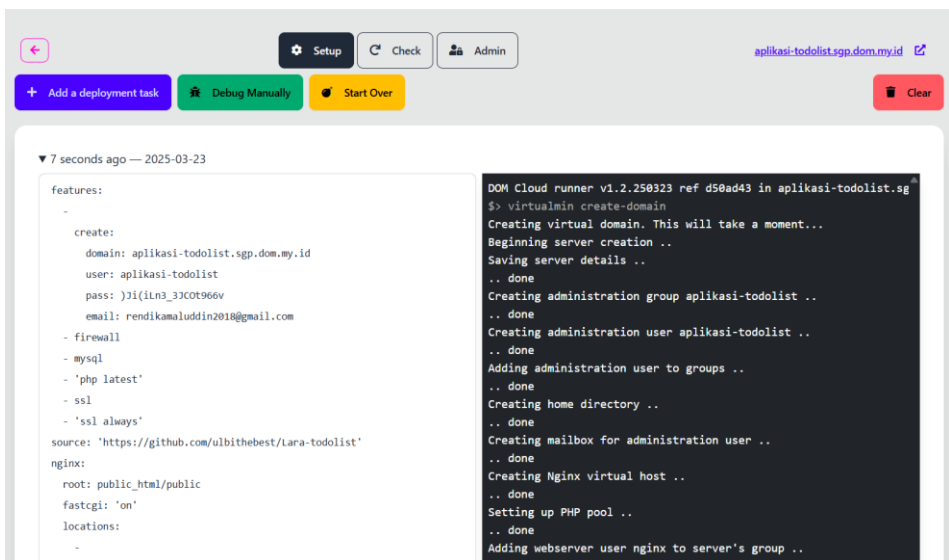 Setup
Check
Admin
aplikasi-todolist.sgp.dom.my.id
+ Add a deployment task
Debug Manually
Start Over
Clear
▼ 7 seconds ago — 2025-03-23
features:
-
create:
domain: aplikasi-todolist.sgp.dom.my.id
user: aplikasi-todolist
pass: )Ji(iLn3_3JCOt966v
email: rendikamaluddin2018@gmail.com
- firewall
- mysql
- 'php latest'
- ssl
- 'ssl always'
source: 'https://github.com/ulbithebest/Lara-todolist'
nginx:
root: public_html/public
fastcgi: 'on'
locations:
-
DOM Cloud runner v1.2.250323 ref d50ad43 in aplikasi-todolist.sg
$> virtualmin create-domain
Creating virtual domain. This will take a moment...
Beginning server creation ..
Saving server details ..
.. done
Creating administration group aplikasi-todolist ..
.. done
Creating administration user aplikasi-todolist ..
.. done
Adding administration user to groups ..
.. done
Creating home directory ..
.. done
Creating mailbox for administration user ..
.. done
Creating Nginx virtual host ..
.. done
Setting up PHP pool ..
.. done
Adding webserver user nginx to server's group ..